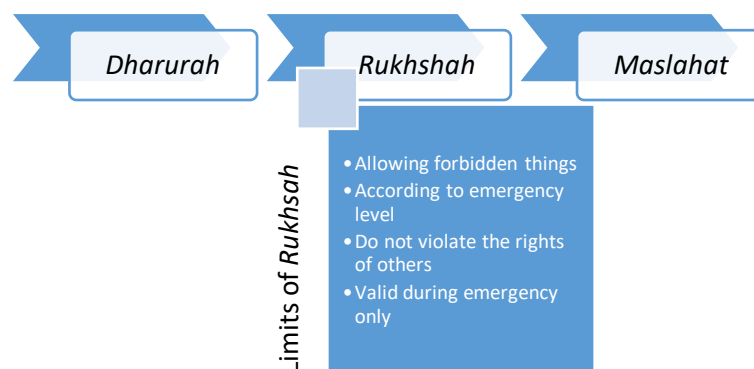 Dharurah
Rukhshah
Maslahat
Limits of Rukhsah
•Allowing forbidden things
•According to emergency
level
•Do not violate the rights
of others
•Valid during emergency
only